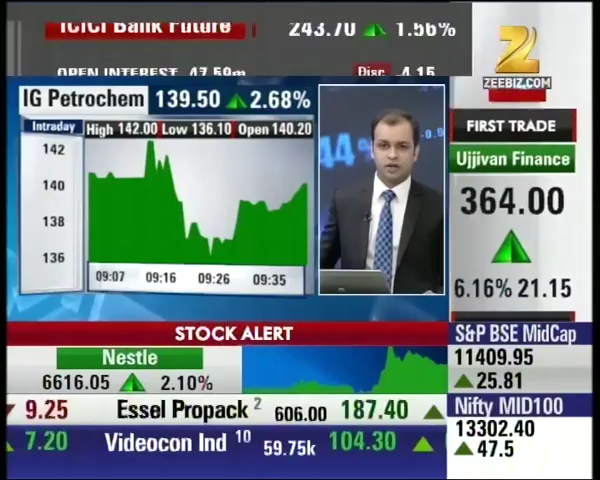 ICICI Bank Future 243.70 1.56%
OPEN INTEREST 47.59m Disc -4.15
ZEEBIZ.COM
IG Petrochem 139.50 2.68%
Intraday High 142.00 Low 136.10 Open 140.20
142
140
138
136
09:07 09:16 09:26 09:35
44
-0.9
FIRST TRADE
Ujjivan Finance
364.00
6.16% 21.15
STOCK ALERT
Nestle
6616.05 2.10%
S&P BSE MidCap
11409.95
25.81
9.25 Essel Propack 2 606.00 187.40
7.20 Videocon Ind 10 59.75k 104.30
Nifty MID100
13302.40
47.5